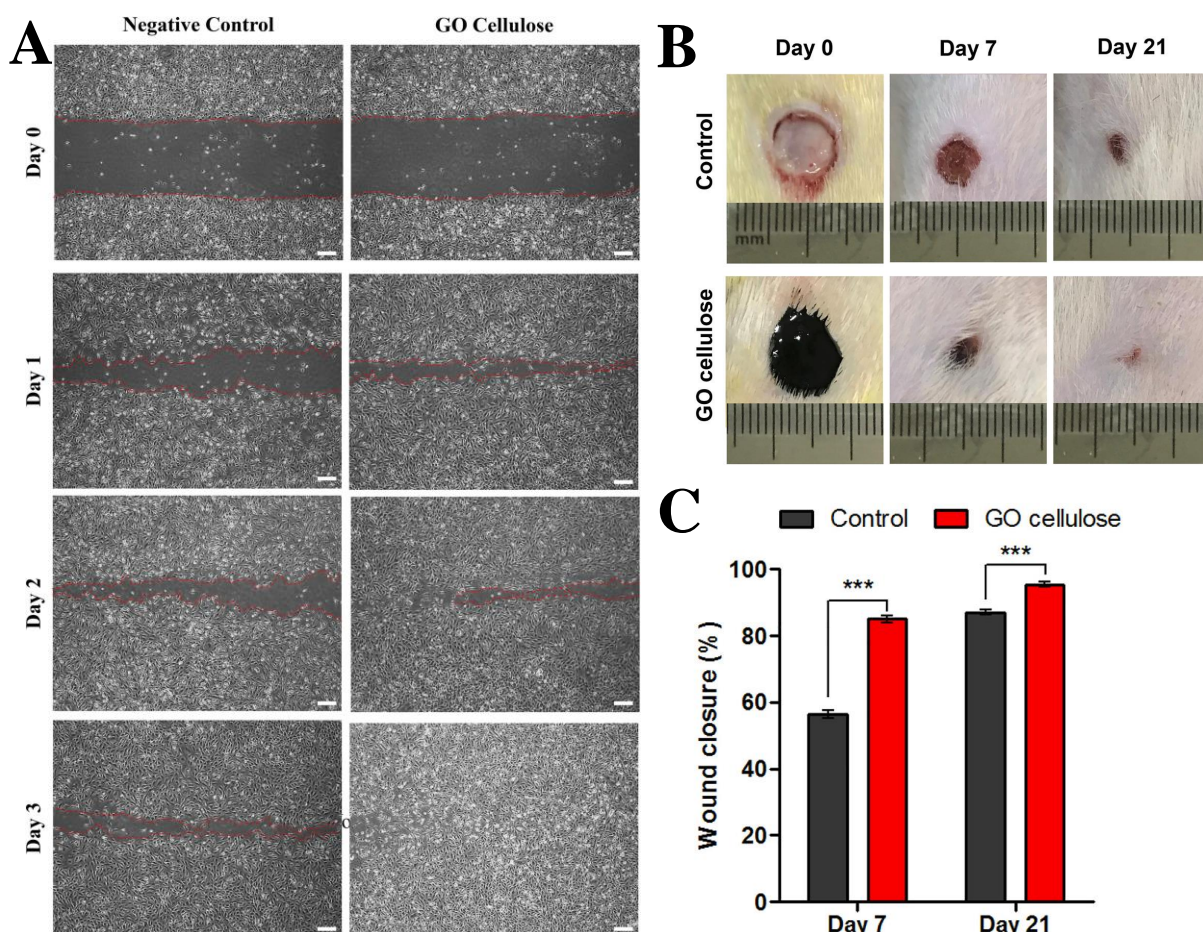 A
Negative Control
GO Cellulose
Day 0
Day 1
Day 2
Day 3
B
Day 0
Day 7
Day 21
Control
mm
GO cellulose
C
Control
GO cellulose
Wound closure (%)
100
80
60
40
20
0
***
***
Day 7
Day 21